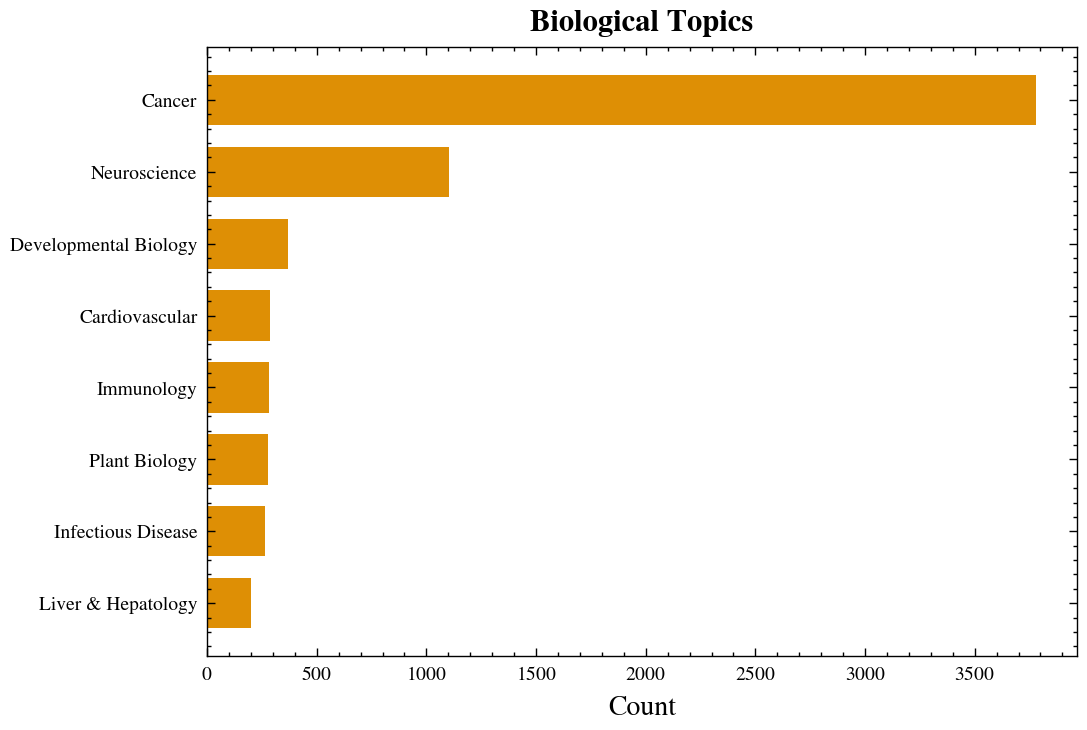 Biological Topics
Cancer
Neuroscience
Developmental Biology
Cardiovascular
Immunology
Plant Biology
Infectious Disease
Liver & Hepatology
0 500 1000 1500 2000 2500 3000 3500
Count